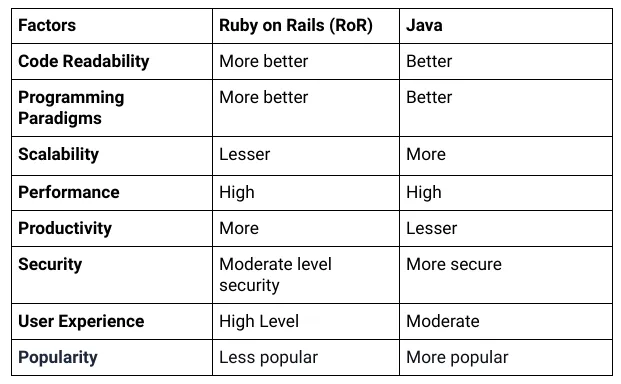 Factors Ruby on Rails (RoR) Java
Code Readability More better Better
Programming More better Better
Paradigms
Scalability Lesser More
Performance High High
Productivity More Lesser
Security Moderate level More secure
security
User Experience High Level Moderate
Popularity Less popular More popular